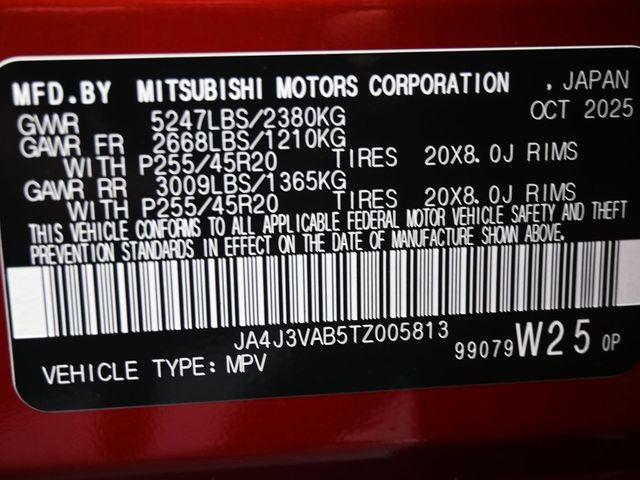 MFD.BY MITSUBISHI MOTORS CORPORATION , JAPAN
GVWR 5247LBS/2380KG OCT 2025
GAWR FR 2668LBS/1210KG
WITH P255/45R20 TIRES 20X8.0J RIMS
GAWR RR 3009LBS/1365KG
WITH P255/45R20 TIRES 20X8.0J RIMS
THIS VEHICLE CONFORMS TO ALL APPLICABLE FEDERAL MOTOR VEHICLE SAFETY AND THEFT
PREVENTION STANDARDS IN EFFECT ON THE DATE OF MANUFACTURE SHOWN ABOVE.
JA4J3VAB5TZ005813
99079 W25 0P
VEHICLE TYPE: MPV